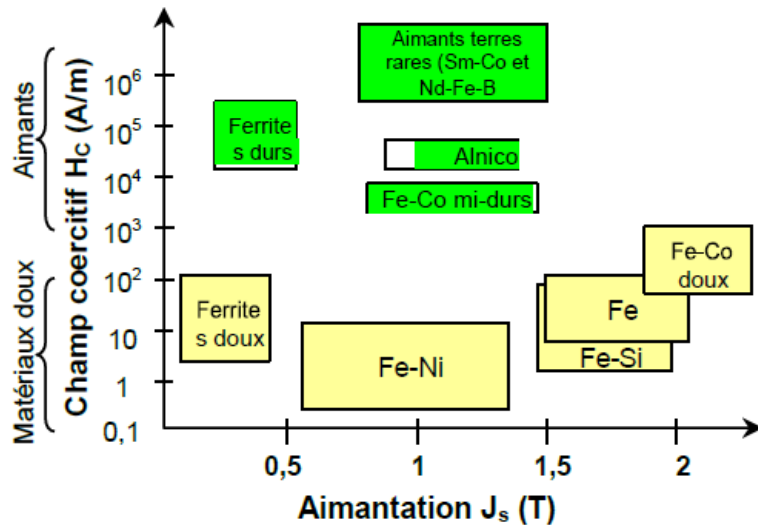 Aimants
Matériaux doux
Champ coercitif Hc (A/m)
10⁶
10⁵
10⁴
10³
10²
10
1
0,1
Aimants terres
rares (Sm-Co et
Nd-Fe-B
Ferrite
s durs
Alnico
Fe-Co mi-durs
Fe-Co
doux
Ferrite
s doux
Fe
Fe-Ni
Fe-Si
0,5
1
1,5
2
Aimantation Jₛ (T)